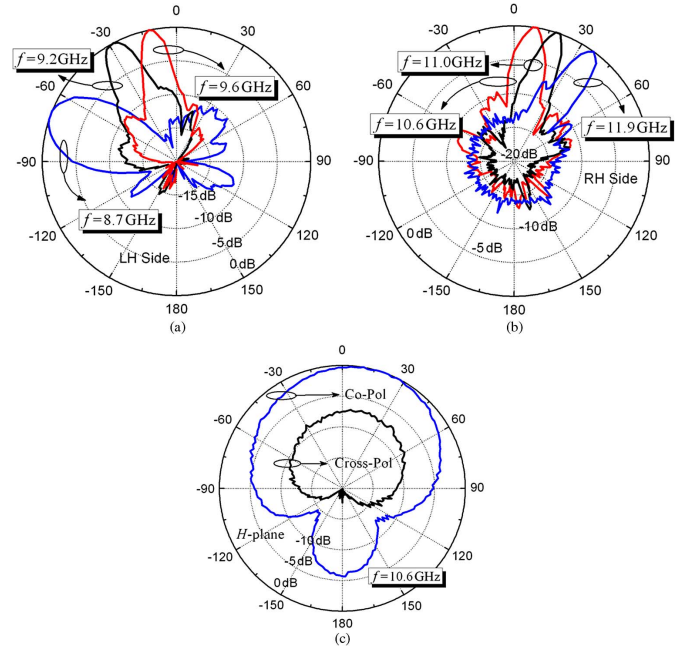 0
-30
30
-60
60
-90
90
-120
120
-150
150
180
f = 9.2GHz
f = 9.6GHz
f = 8.7GHz
LH Side
-15 dB
-10 dB
-5 dB
0 dB
(a)
0
-30
30
-60
60
-90
90
-120
120
-150
150
180
f = 11.0GHz
f = 10.6GHz
f = 11.9GHz
RH Side
-20 dB
-10 dB
-5 dB
0 dB
(b)
0
-30
30
-60
60
-90
90
-120
120
-150
150
180
Co-Pol
Cross-Pol
H-plane
-10 dB
-5 dB
0 dB
f = 10.6GHz
(c)